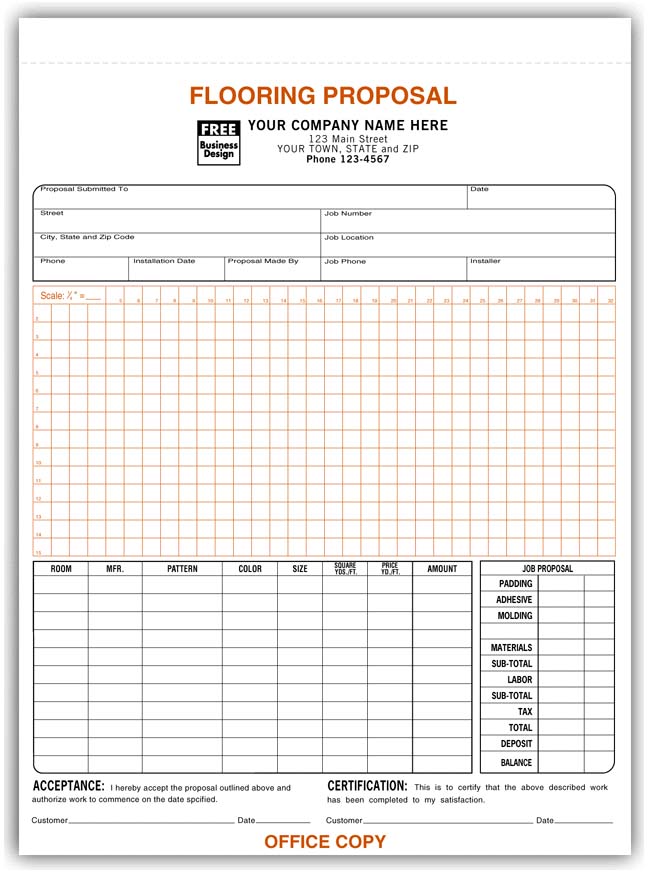 FLOORING PROPOSAL
FREE
Business
Design
YOUR COMPANY NAME HERE
123 Main Street
YOUR TOWN, STATE and ZIP
Phone 123-4567
Proposal Submitted To Date
Street Job Number
City, State and Zip Code Job Location
Phone Installation Date Proposal Made By Job Phone Installer
Scale: ¼" =___ 5 6 7 8 9 10 11 12 13 14 15 16 17 18 19 20 21 22 23 24 25 26 27 28 29 30 31 32
2
3
4
5
6
7
8
9
10
11
12
13
14
15
ROOM MFR. PATTERN COLOR SIZE SQUARE YDS./FT. PRICE YD./FT. AMOUNT
JOB PROPOSAL
PADDING
ADHESIVE
MOLDING
MATERIALS
SUB-TOTAL
LABOR
SUB-TOTAL
TAX
TOTAL
DEPOSIT
BALANCE
ACCEPTANCE: I hereby accept the proposal outlined above and
authorize work to commence on the date spcified.
Customer Date
CERTIFICATION: This is to certify that the above described work
has been completed to my satisfaction.
Customer Date
OFFICE COPY